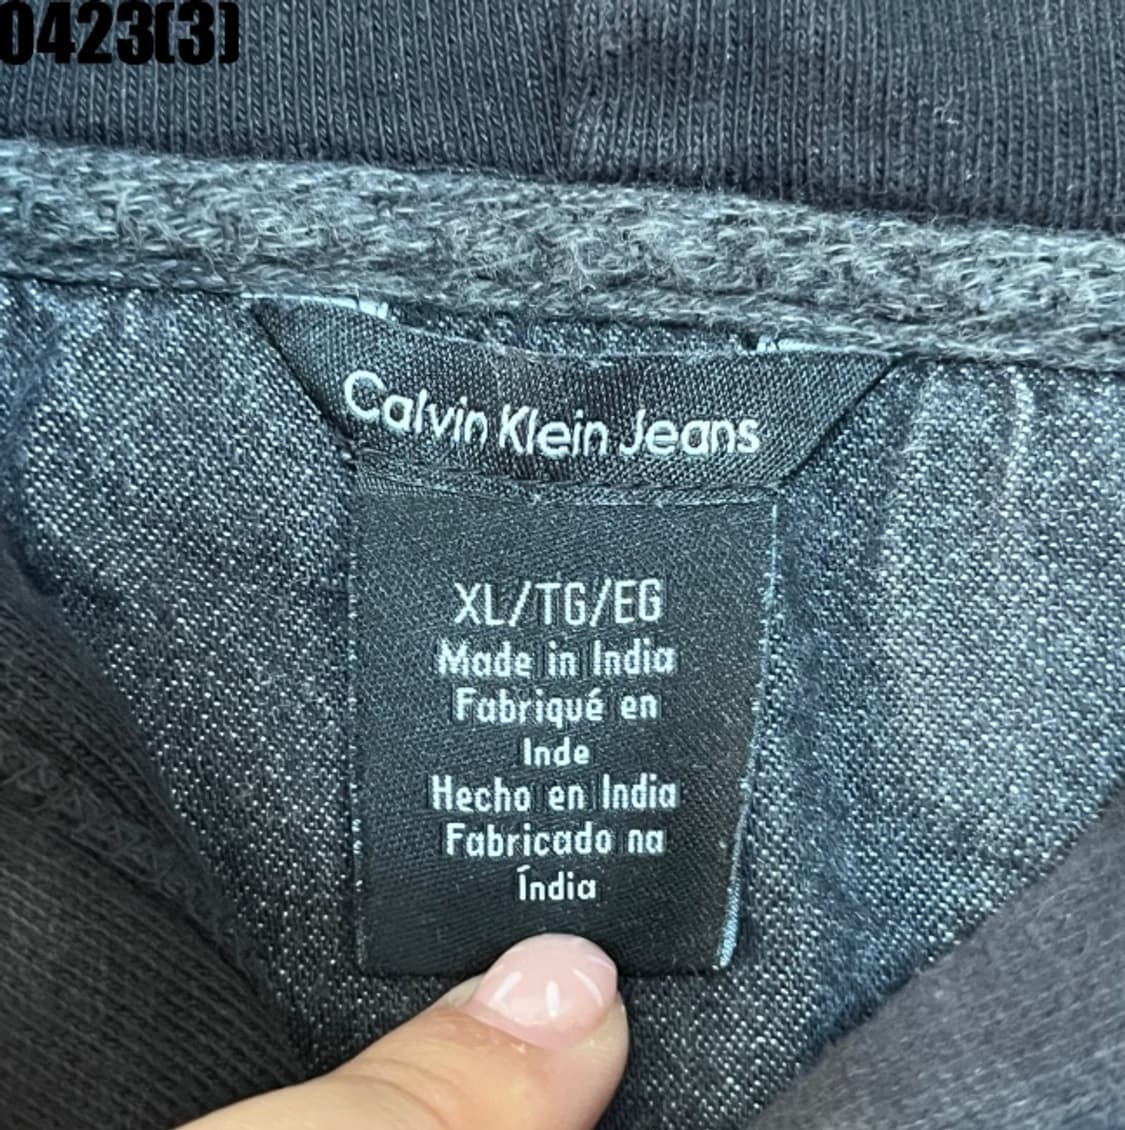 0423(3)
Calvin Klein Jeans
XL/TG/EG
Made in India
Fabriqué en
Inde
Hecho en India
Fabricado na
Índia